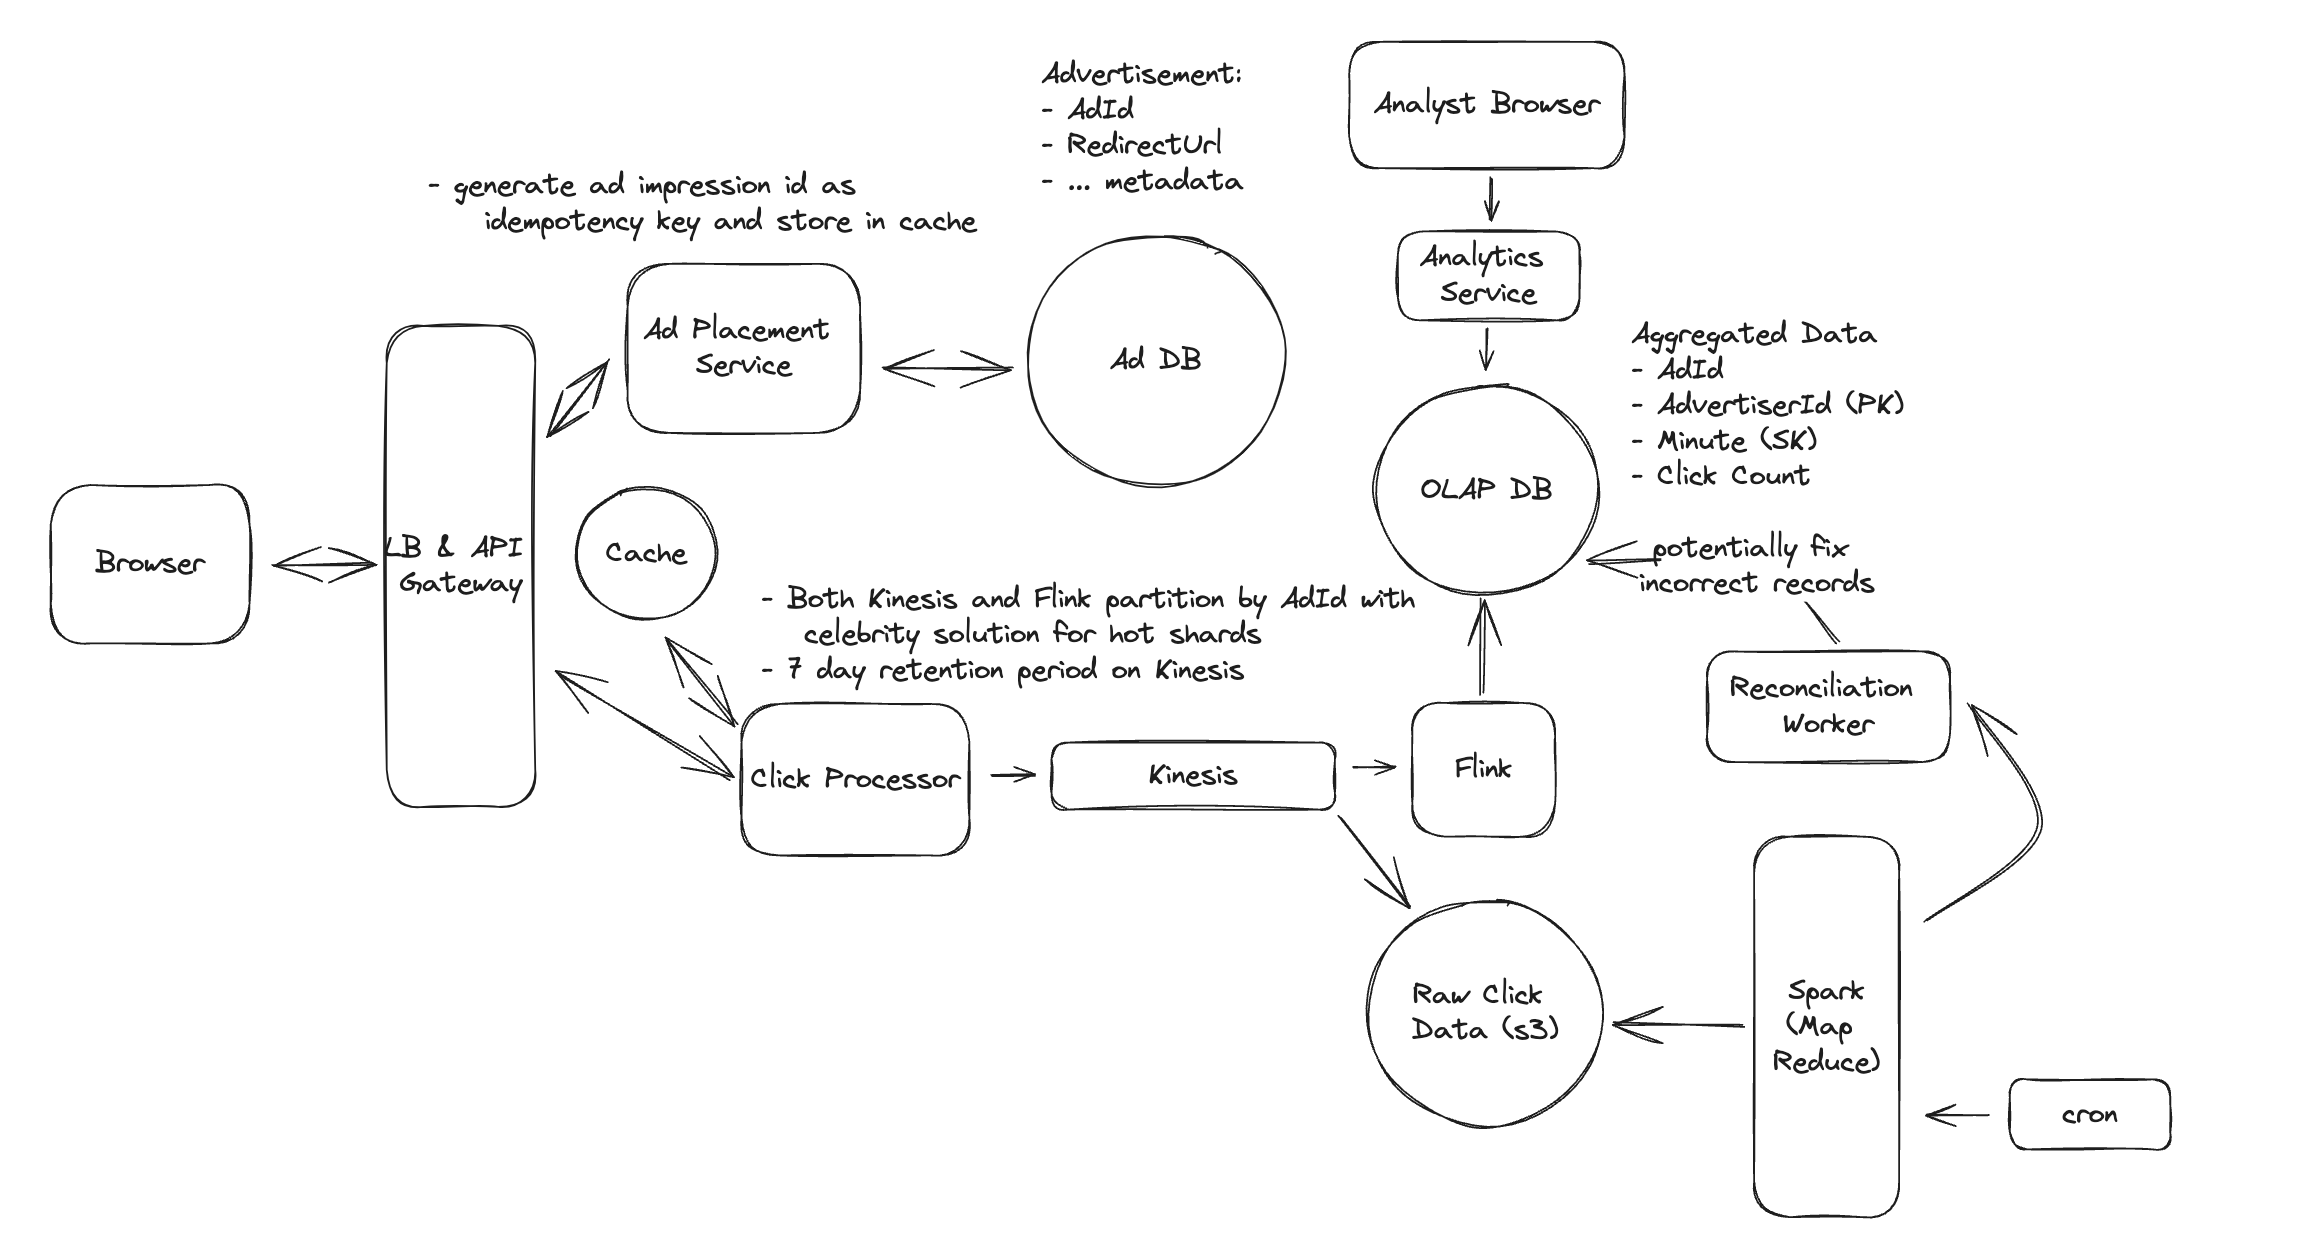 Advertisement:
- AdId
- RedirectUrl
- ... metadata
Analyst Browser
- generate ad impression id as
idempotency key and store in cache
Analytics
Service
Ad Placement
Service
Ad DB
Aggregated Data
- AdId
- AdvertiserId (PK)
- Minute (SK)
- Click Count
OLAP DB
Browser
LB & API
Gateway
Cache
potentially fix
incorrect records
- Both Kinesis and Flink partition by AdId with
celebrity solution for hot shards
- 7 day retention period on Kinesis
Reconciliation
Worker
Click Processor
Kinesis
Flink
Raw Click
Data (s3)
Spark
(Map
Reduce)
cron